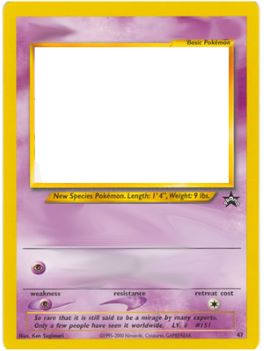 Basic Pokémon
New Species Pokémon. Length: 1' 4", Weight: 9 lbs.
weakness resistance retreat cost
So rare that it is still said to be a mirage by many experts.
Only a few people have seen it worldwide. LV. 8 #151
Illus. Ken Sugimori ©1995-2000 Nintendo, Creatures, GAMEFREAK 47